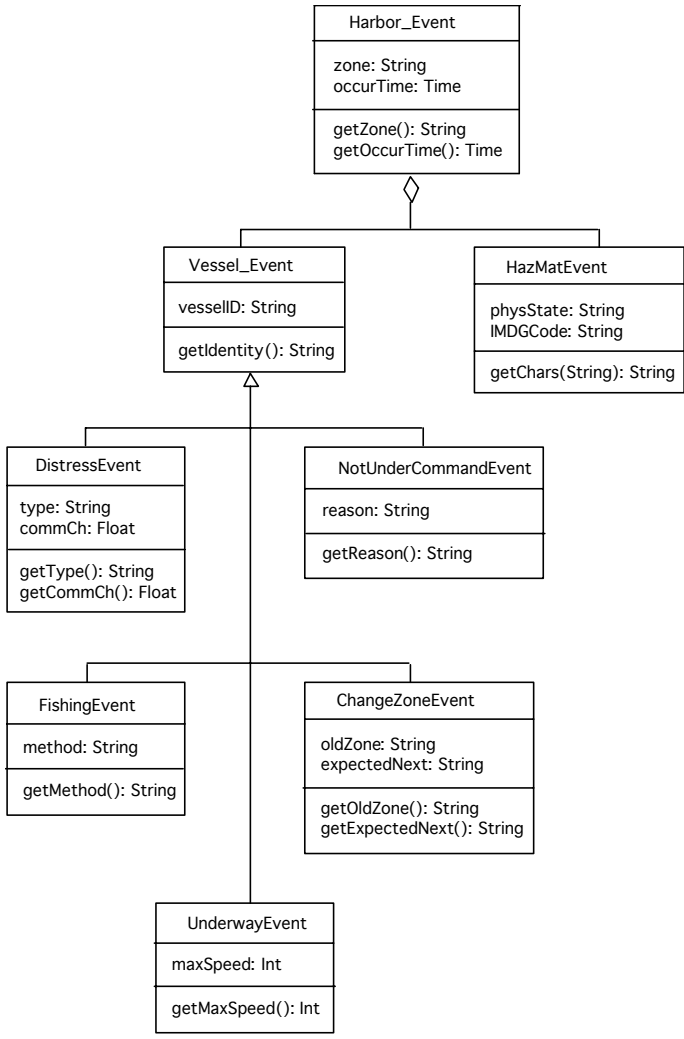 Harbor_Event
zone: String
occurTime: Time
getZone(): String
getOccurTime(): Time
Vessel_Event
vesselID: String
getIdentity(): String
HazMatEvent
physState: String
IMDGCode: String
getChars(String): String
DistressEvent
type: String
commCh: Float
getType(): String
getCommCh(): Float
NotUnderCommandEvent
reason: String
getReason(): String
FishingEvent
method: String
getMethod(): String
ChangeZoneEvent
oldZone: String
expectedNext: String
getOldZone(): String
getExpectedNext(): String
UnderwayEvent
maxSpeed: Int
getMaxSpeed(): Int